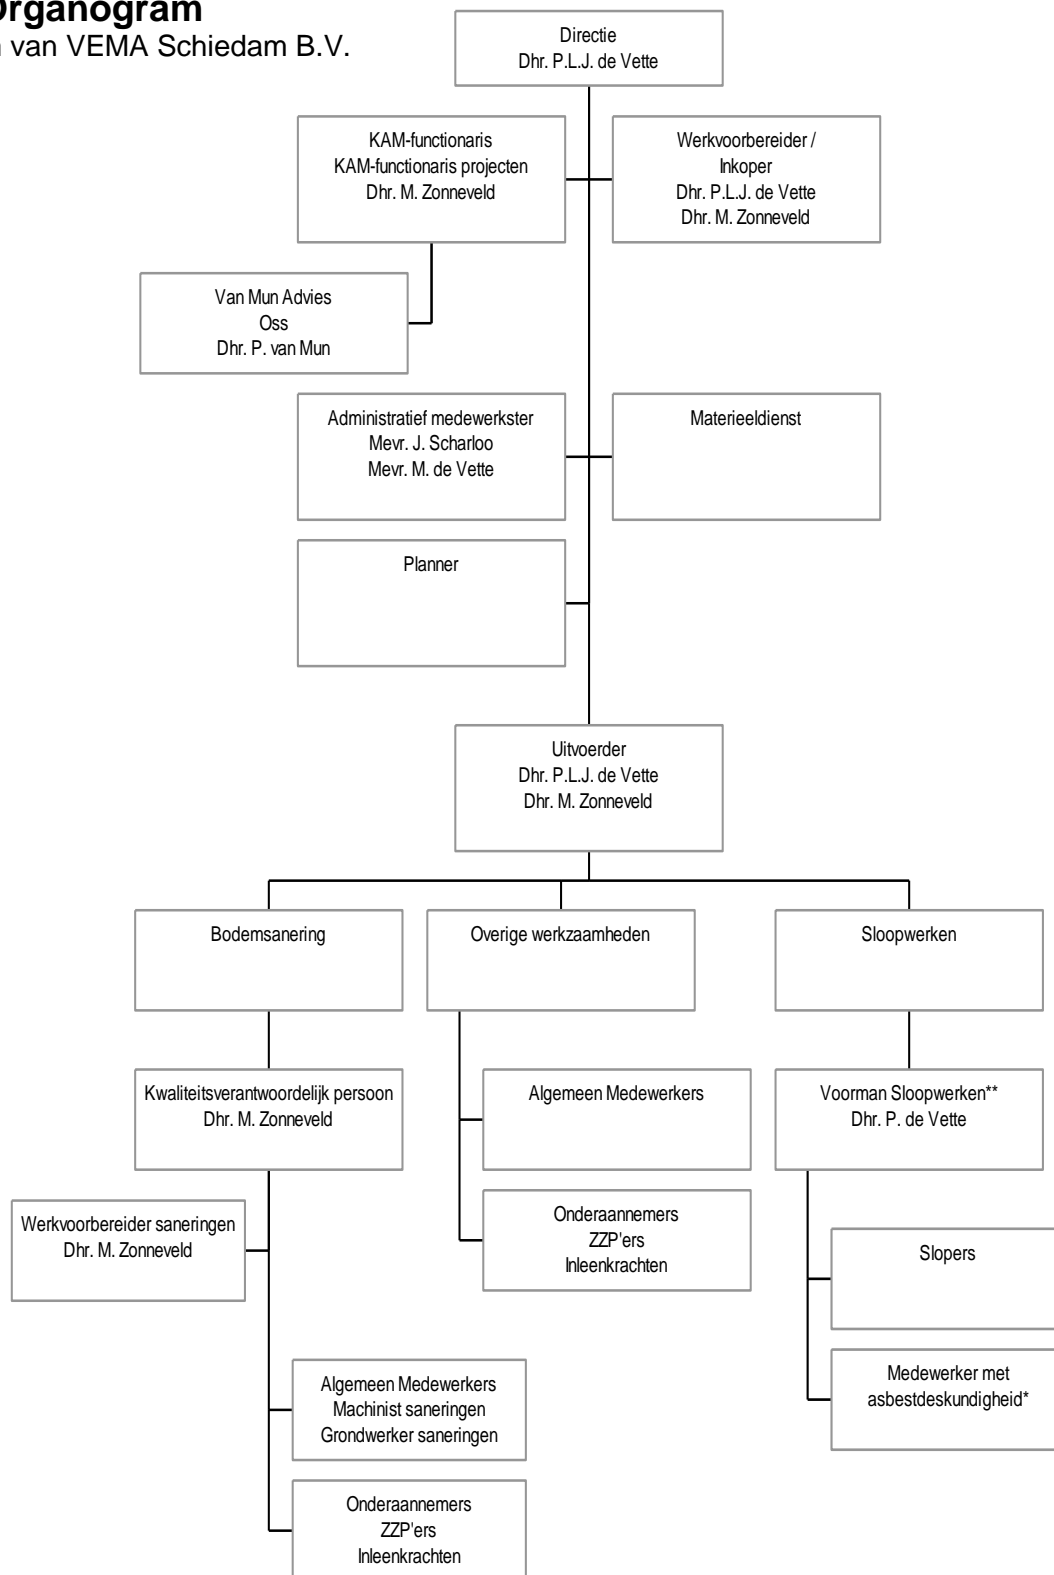 Organogram
van VEMA Schiedam B.V.
Directie
Dhr. P.L.J. de Vette
KAM-functionaris
KAM-functionaris projecten
Dhr. M. Zonneveld
Werkvoorbereider /
Inkoper
Dhr. P.L.J. de Vette
Dhr. M. Zonneveld
Van Mun Advies
Oss
Dhr. P. van Mun
Administratief medewerkster
Mevr. J. Scharloo
Mevr. M. de Vette
Materieeldienst
Planner
Uitvoerder
Dhr. P.L.J. de Vette
Dhr. M. Zonneveld
Bodemsanering
Overige werkzaamheden
Sloopwerken
Kwaliteitsverantwoordelijk persoon
Dhr. M. Zonneveld
Algemeen Medewerkers
Voorman Sloopwerken**
Dhr. P. de Vette
Werkvoorbereider saneringen
Dhr. M. Zonneveld
Onderaannemers
ZZP'ers
Inleenkrachten
Slopers
Algemeen Medewerkers
Machinist saneringen
Grondwerker saneringen
Medewerker met
asbestdeskundigheid*
Onderaannemers
ZZP'ers
Inleenkrachten